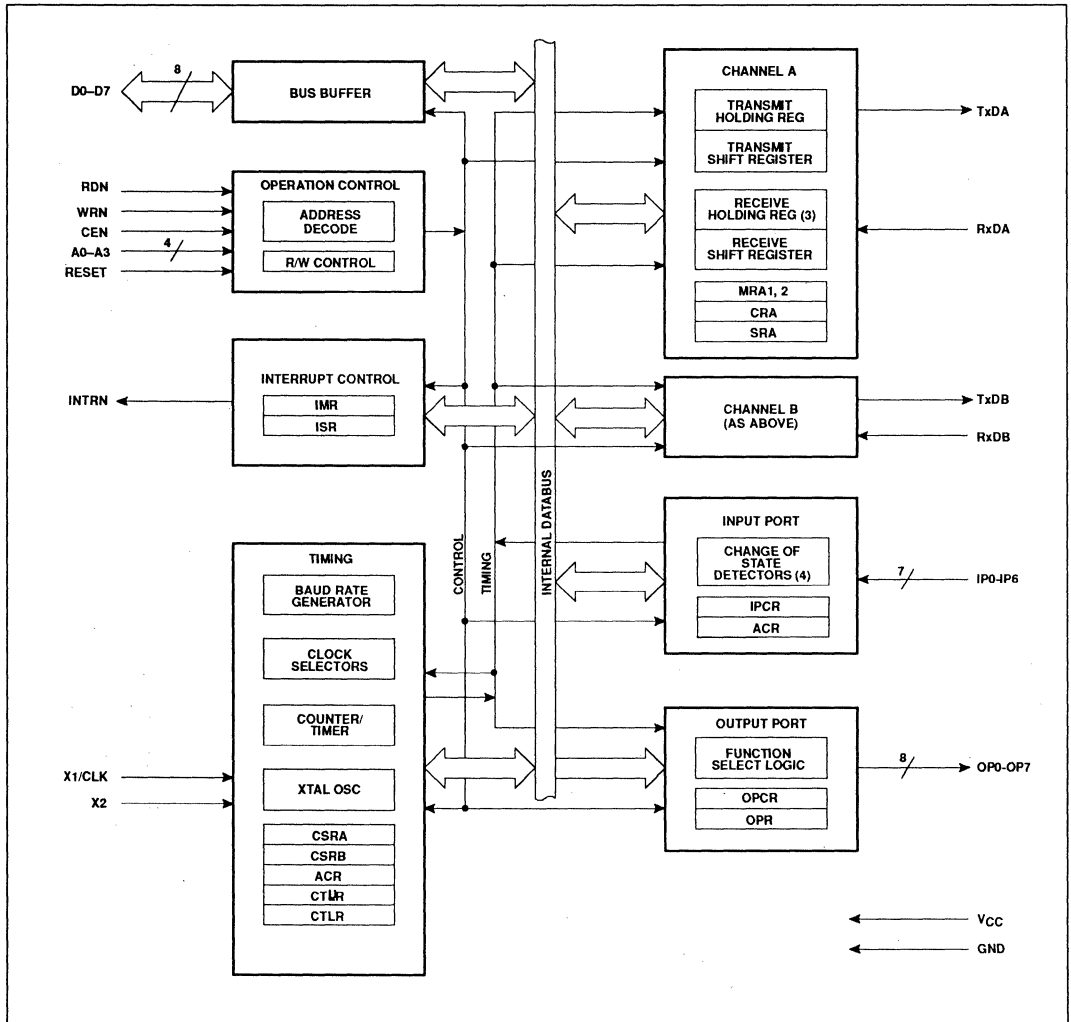 D0–D7
8
BUS BUFFER
RDN
WRN
CEN
A0–A3
4
RESET
OPERATION CONTROL
ADDRESS
DECODE
R/W CONTROL
INTRN
INTERRUPT CONTROL
IMR
ISR
X1/CLK
X2
TIMING
BAUD RATE
GENERATOR
CLOCK
SELECTORS
COUNTER/
TIMER
XTAL OSC
CSRA
CSRB
ACR
CTUR
CTLR
CONTROL
TIMING
INTERNAL DATABUS
CHANNEL A
TRANSMIT
HOLDING REG
TRANSMIT
SHIFT REGISTER
RECEIVE
HOLDING REG (3)
RECEIVE
SHIFT REGISTER
MRA1, 2
CRA
SRA
TxDA
RxDA
CHANNEL B
(AS ABOVE)
TxDB
RxDB
INPUT PORT
CHANGE OF
STATE
DETECTORS (4)
IPCR
ACR
7
IP0-IP6
OUTPUT PORT
FUNCTION
SELECT LOGIC
OPCR
OPR
8
OP0-OP7
VCC
GND